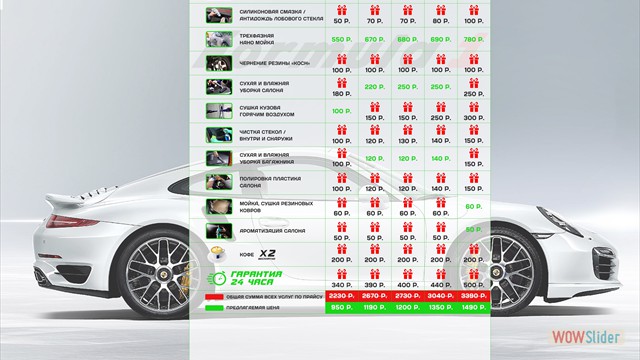 СИЛИКОНОВАЯ СМАЗКА /
АНТИДОЖДЬ ЛОБОВОГО СТЕКЛА
50 Р. 70 Р. 70 Р. 80 Р. 100 Р.
ТРЕХФАЗНАЯ
НАНО МОЙКА
550 Р. 670 Р. 680 Р. 690 Р. 780 Р.
ЧЕРНЕНИЕ РЕЗИНЫ «КОСН»
100 Р. 100 Р. 100 Р. 100 Р. 100 Р.
СУХАЯ И ВЛАЖНАЯ
УБОРКА САЛОНА
180 Р. 220 Р. 250 Р. 250 Р. 250 Р.
СУШКА КУЗОВА
ГОРЯЧИМ ВОЗДУХОМ
100 Р. 150 Р. 150 Р. 250 Р. 300 Р.
ЧИСТКА СТЕКОЛ /
ВНУТРИ И СНАРУЖИ
100 Р. 120 Р. 130 Р. 140 Р. 150 Р.
СУХАЯ И ВЛАЖНАЯ
УБОРКА БАГАЖНИКА
100 Р. 120 Р. 120 Р. 140 Р. 150 Р.
ПОЛИРОВКА ПЛАСТИКА
САЛОНА
100 Р. 120 Р. 120 Р. 140 Р. 150 Р.
МОЙКА, СУШКА РЕЗИНОВЫХ
КОВРОВ
60 Р. 60 Р. 60 Р. 60 Р. 60 Р.
АРОМАТИЗАЦИЯ САЛОНА
50 Р. 50 Р. 50 Р. 50 Р. 50 Р.
КОФЕ X2
200 Р. 200 Р. 200 Р. 200 Р. 200 Р.
ГАРАНТИЯ
24 ЧАСА
340 Р. 390 Р. 400 Р. 440 Р. 500 Р.
ОБЩАЯ СУММА ВСЕХ УСЛУГ ПО ПРАЙСУ 2230 Р. 2670 Р. 2730 Р. 3040 Р. 3390 Р.
ПРЕДЛАГАЕМАЯ ЦЕНА 950 Р. 1190 Р. 1200 Р. 1350 Р. 1490 Р.
WOWSlider